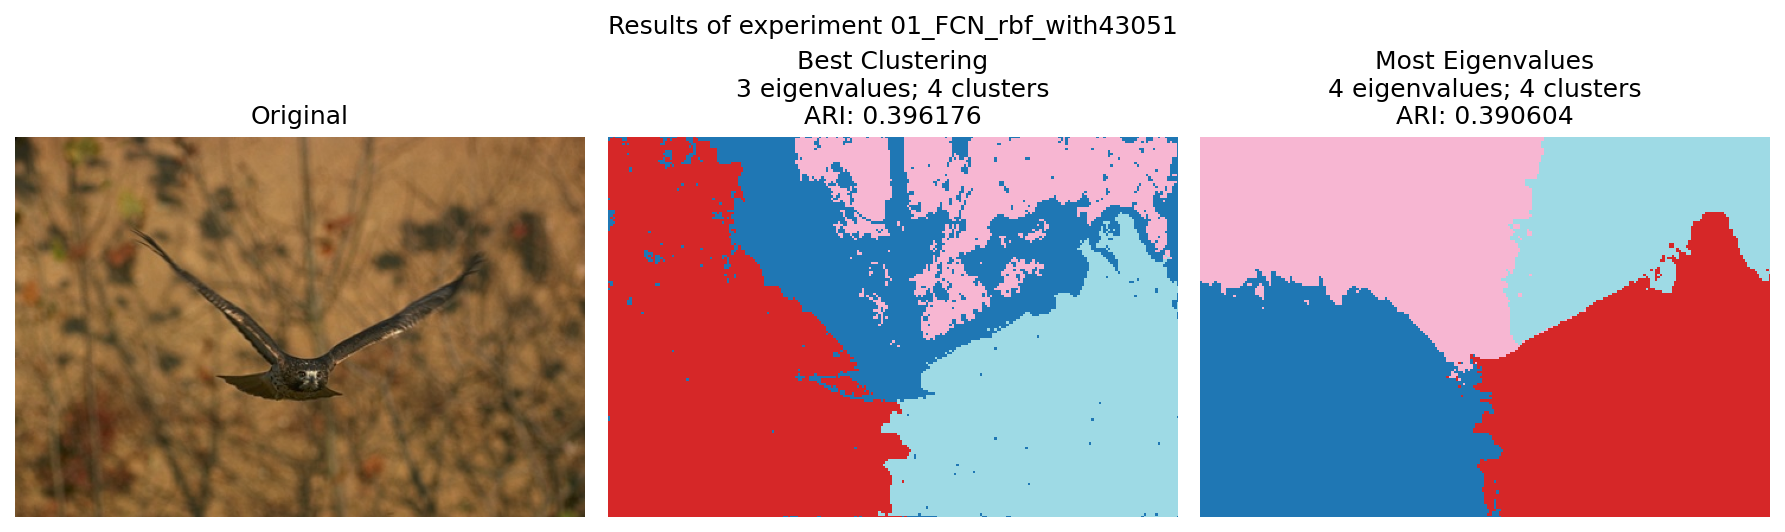 Results of experiment 01_FCN_rbf_with43051
Original
Best Clustering
3 eigenvalues; 4 clusters
ARI: 0.396176
Most Eigenvalues
4 eigenvalues; 4 clusters
ARI: 0.390604